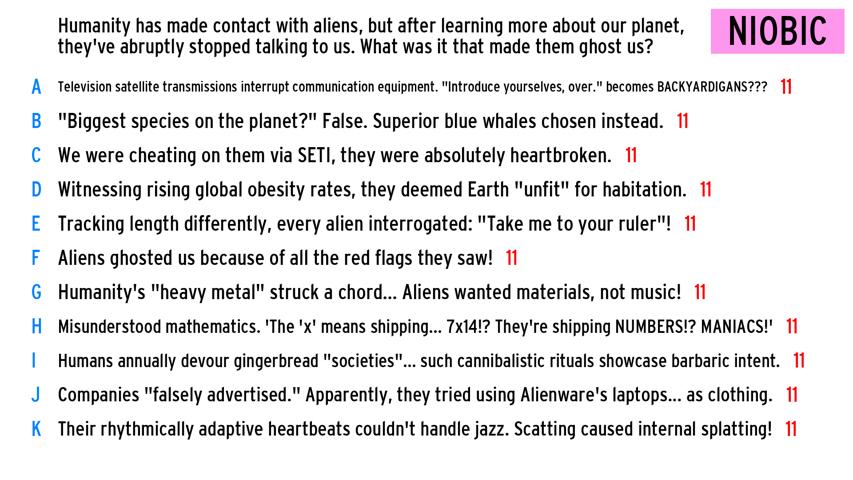 Humanity has made contact with aliens, but after learning more about our planet,
they've abruptly stopped talking to us. What was it that made them ghost us?
NIOBIC
A Television satellite transmissions interrupt communication equipment. "Introduce yourselves, over." becomes BACKYARDIGANS??? 11
B "Biggest species on the planet?" False. Superior blue whales chosen instead. 11
C We were cheating on them via SETI, they were absolutely heartbroken. 11
D Witnessing rising global obesity rates, they deemed Earth "unfit" for habitation. 11
E Tracking length differently, every alien interrogated: "Take me to your ruler"! 11
F Aliens ghosted us because of all the red flags they saw! 11
G Humanity's "heavy metal" struck a chord... Aliens wanted materials, not music! 11
H Misunderstood mathematics. 'The 'x' means shipping... 7x14!? They're shipping NUMBERS!? MANIACS!' 11
I Humans annually devour gingerbread "societies"... such cannibalistic rituals showcase barbaric intent. 11
J Companies "falsely advertised." Apparently, they tried using Alienware's laptops... as clothing. 11
K Their rhythmically adaptive heartbeats couldn't handle jazz. Scatting caused internal splatting! 11